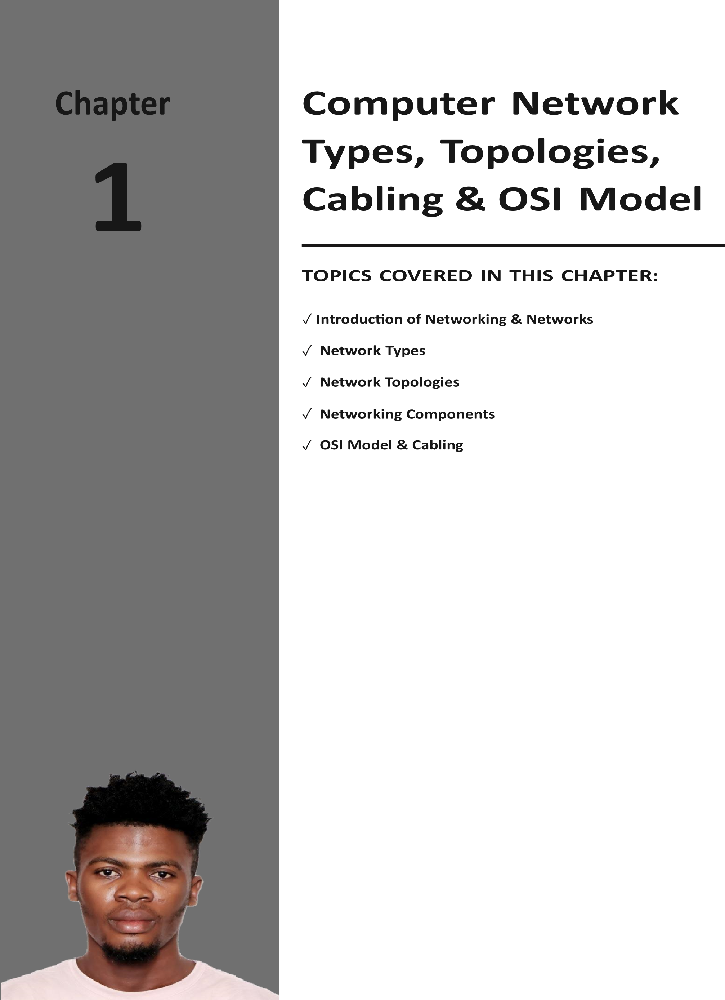 Chapter
1
Computer Network
Types, Topologies,
Cabling & OSI Model
TOPICS COVERED IN THIS CHAPTER:
✓ Introduction of Networking & Networks
✓ Network Types
✓ Network Topologies
✓ Networking Components
✓ OSI Model & Cabling